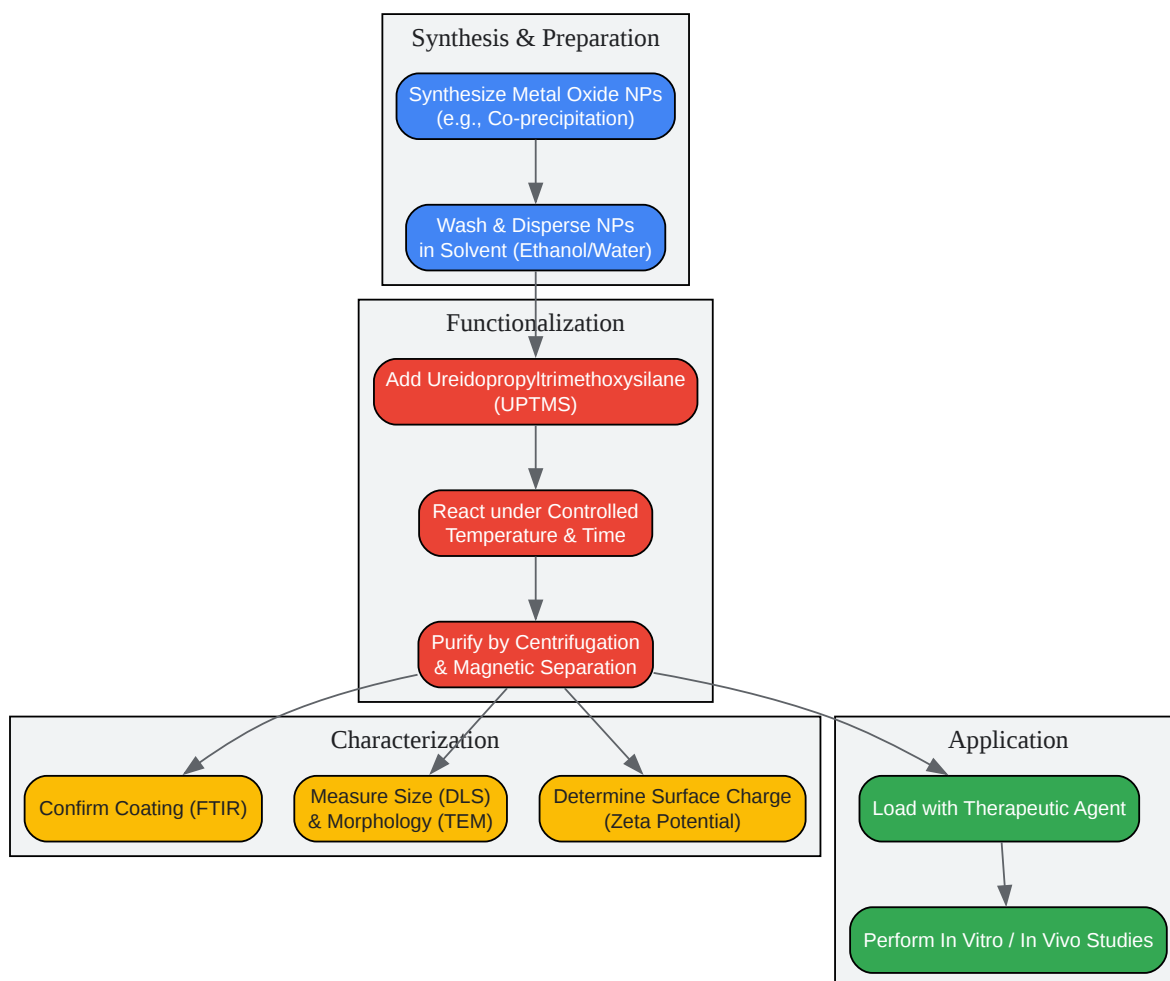 Synthesis & Preparation
Synthesize Metal Oxide NPs
(e.g., Co-precipitation)
Wash & Disperse NPs
in Solvent (Ethanol/Water)
Functionalization
Add Ureidopropyltrimethoxysilane
(UPTMS)
React under Controlled
Temperature & Time
Purify by Centrifugation
& Magnetic Separation
Characterization
Confirm Coating (FTIR)
Measure Size (DLS)
& Morphology (TEM)
Determine Surface Charge
(Zeta Potential)
Application
Load with Therapeutic Agent
Perform In Vitro / In Vivo Studies